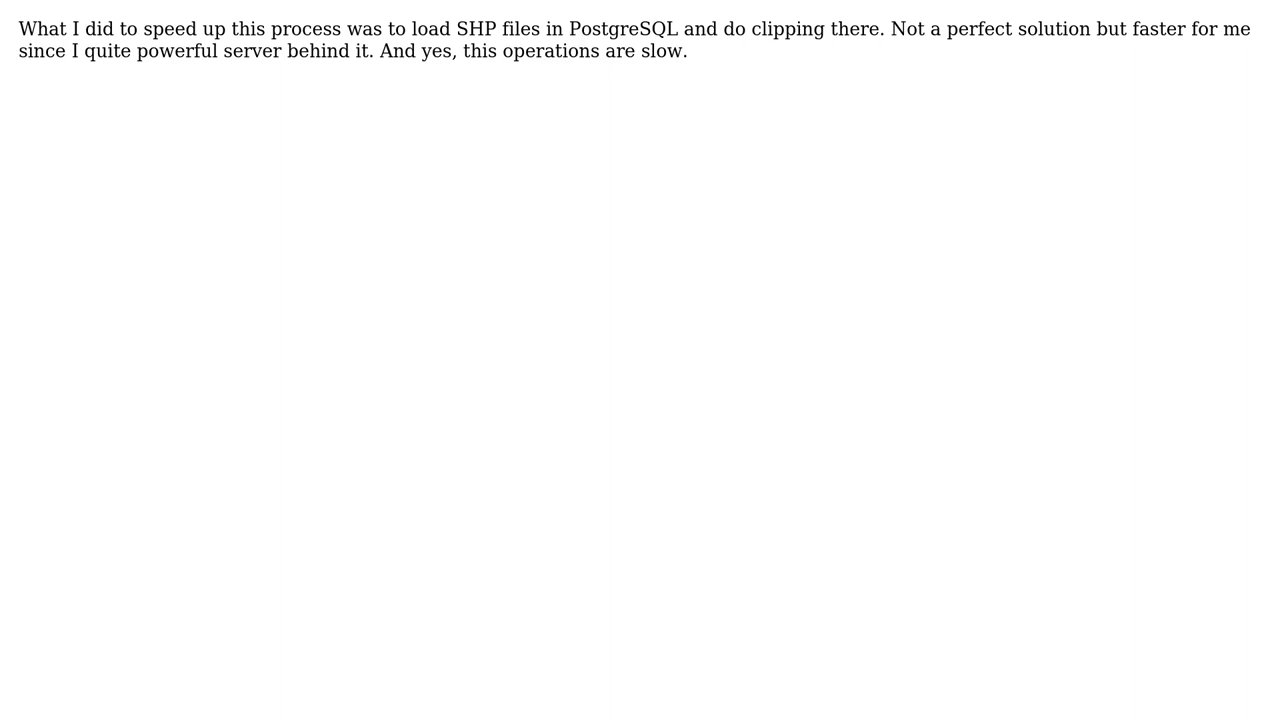 What I did to speed up this process was to load SHP files in PostgreSQL and do clipping there. Not a perfect solution but faster for me
since I quite powerful server behind it. And yes, this operations are slow.